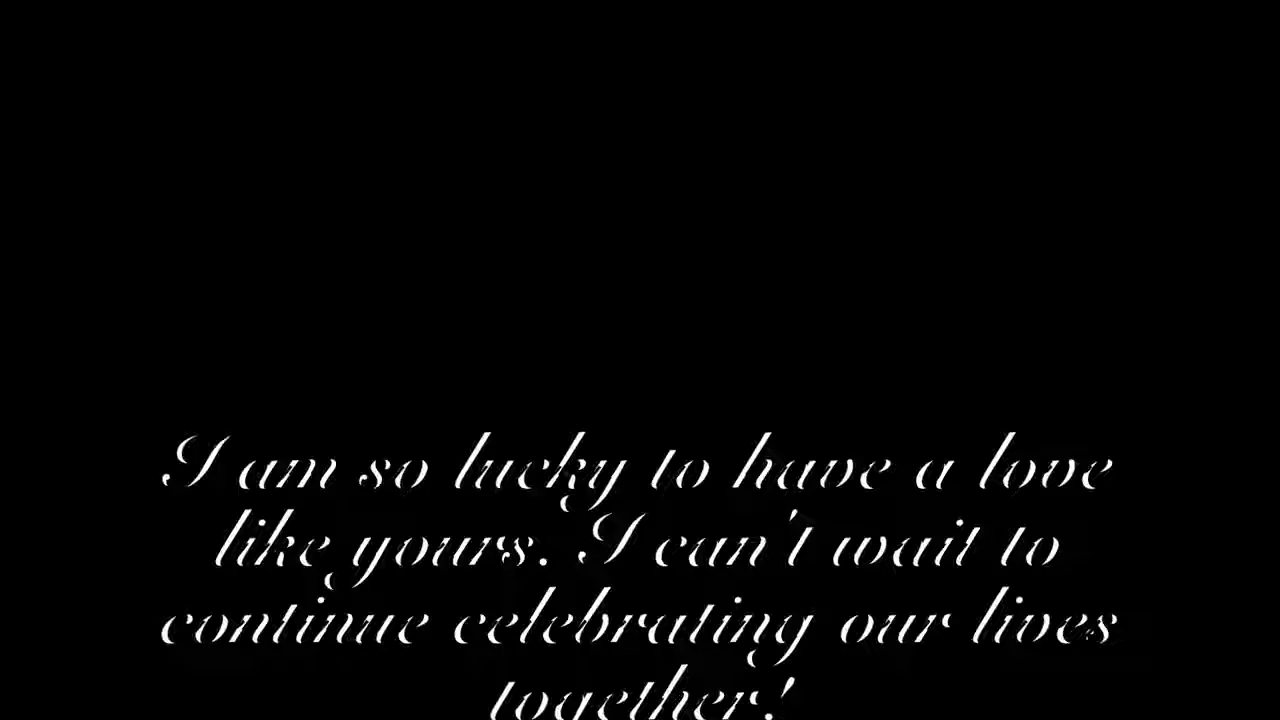 I am so lucky to have a love
like yours. I can't wait to
continue celebrating our lives
together!